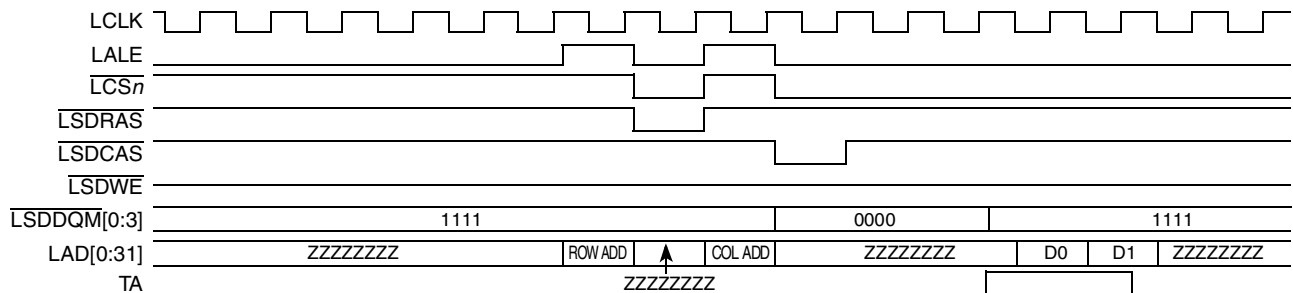 LCLK
LALE
LCSn
LSDRAS
LSDCAS
LSDWE
LSDDQM[0:3] 1111 0000 1111
LAD[0:31] ZZZZZZZZ ROW ADD COL ADD ZZZZZZZZ D0 D1 ZZZZZZZZ
TA ZZZZZZZZ